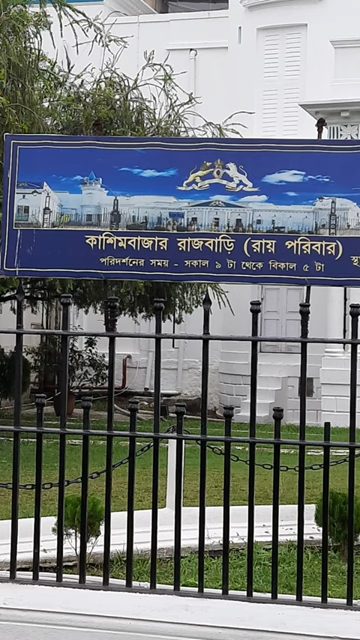 কাশিমবাজার রাজবাড়ি (রায় পরিবার)
পরিদর্শনের সময় - সকাল ৯ টা থেকে বিকাল ৫ টা